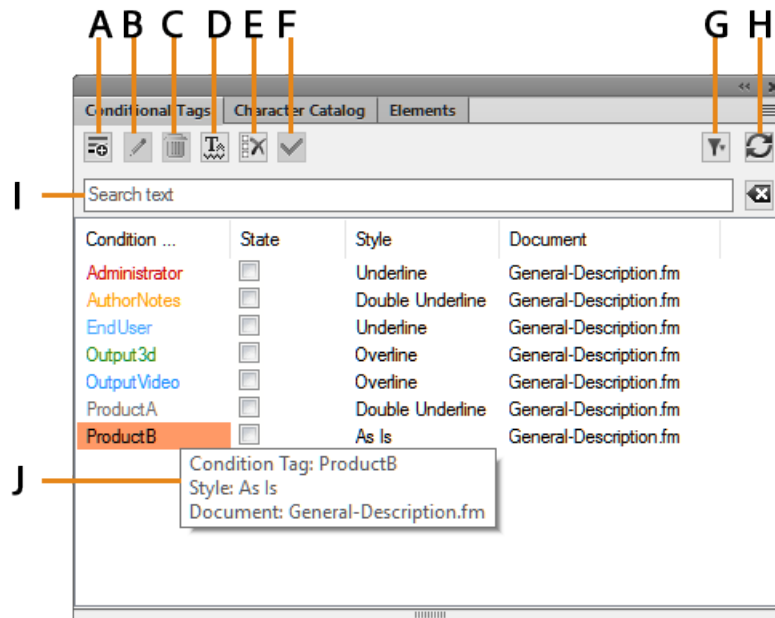 A B C D E F G H
Conditional Tags Character Catalog Elements
I Search text
Condition ... State Style Document
Administrator Underline General-Description.fm
AuthorNotes Double Underline General-Description.fm
EndUser Underline General-Description.fm
Output3d Overline General-Description.fm
OutputVideo Overline General-Description.fm
ProductA Double Underline General-Description.fm
ProductB As Is General-Description.fm
Condition Tag: ProductB
J Style: As Is
Document: General-Description.fm